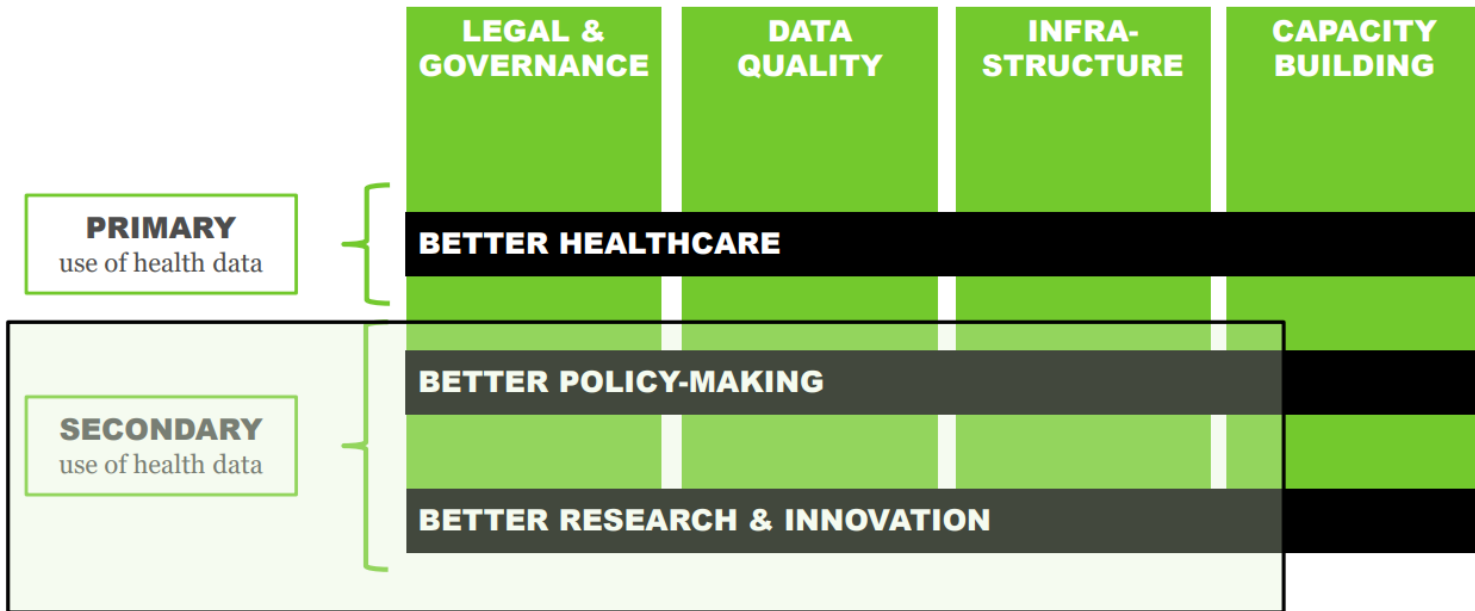 LEGAL &
GOVERNANCE
DATA
QUALITY
INFRA-
STRUCTURE
CAPACITY
BUILDING
PRIMARY
use of health data
BETTER HEALTHCARE
BETTER POLICY-MAKING
SECONDARY
use of health data
BETTER RESEARCH & INNOVATION